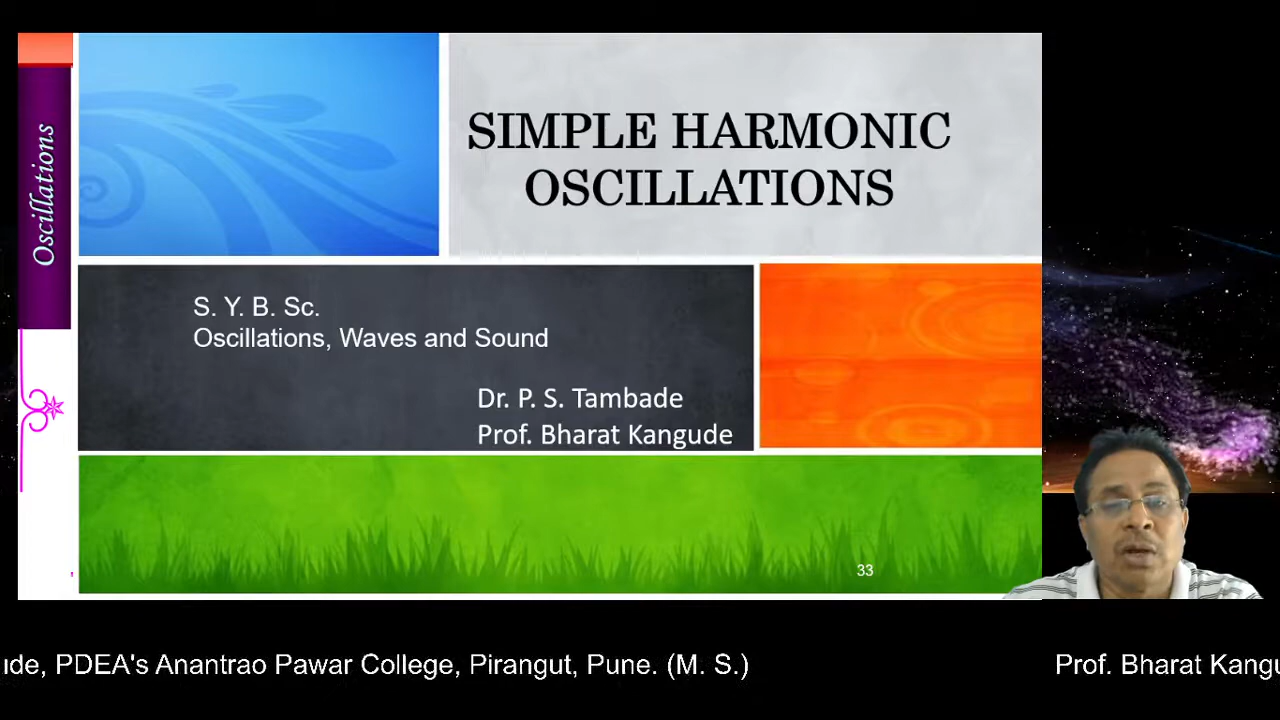 Oscillations
SIMPLE HARMONIC
OSCILLATIONS
S. Y. B. Sc.
Oscillations, Waves and Sound
Dr. P. S. Tambade
Prof. Bharat Kangude
33
ude, PDEA's Anantrao Pawar College, Pirangut, Pune. (M. S.)
Prof. Bharat Kangu